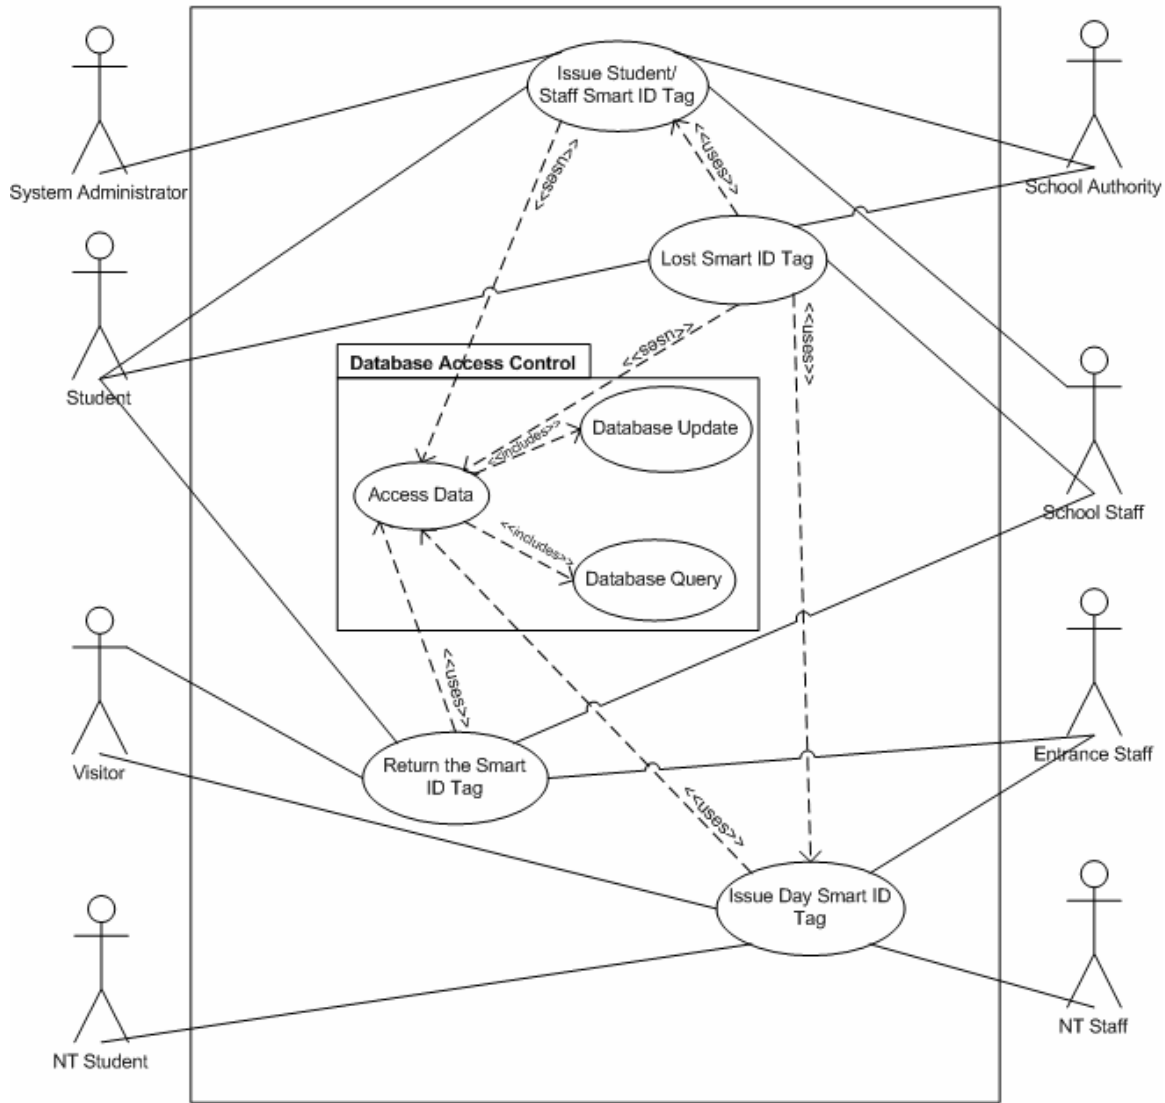 Issue Student/
Staff Smart ID Tag
System Administrator
School Authority
<<uses>>
<<uses>>
Lost Smart ID Tag
<<uses>>
<<uses>>
Database Access Control
Student
Database Update
<<includes>>
Access Data
School Staff
<<includes>>
Database Query
<<uses>>
Visitor
Return the Smart
ID Tag
Entrance Staff
<<uses>>
Issue Day Smart ID
Tag
NT Student
NT Staff